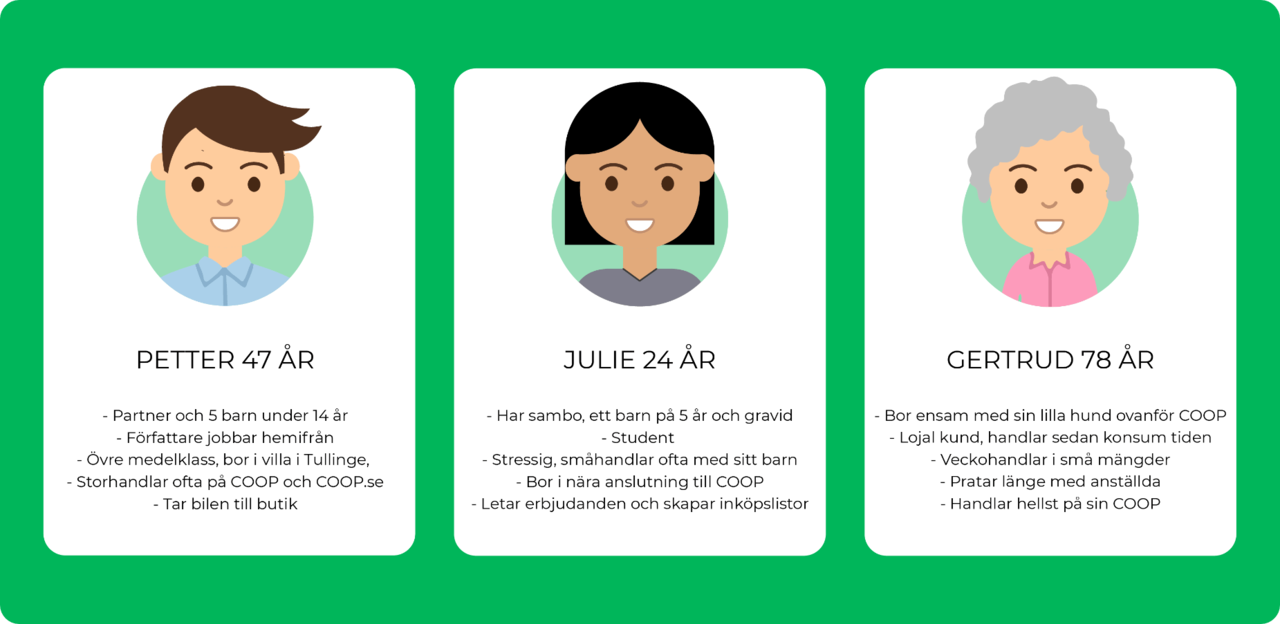 PETTER 47 ÅR
- Partner och 5 barn under 14 år
- Författare jobbar hemifrån
- Övre medelklass, bor i villa i Tullinge,
- Storhandlar ofta på COOP och COOP.se
- Tar bilen till butik
JULIE 24 ÅR
- Har sambo, ett barn på 5 år och gravid
- Student
- Stressig, småhandlar ofta med sitt barn
- Bor i nära anslutning till COOP
- Letar erbjudanden och skapar inköpslistor
GERTRUD 78 ÅR
- Bor ensam med sin lilla hund ovanför COOP
- Lojal kund, handlar sedan konsum tiden
- Veckohandlar i små mängder
- Pratar länge med anställda
- Handlar hellst på sin COOP